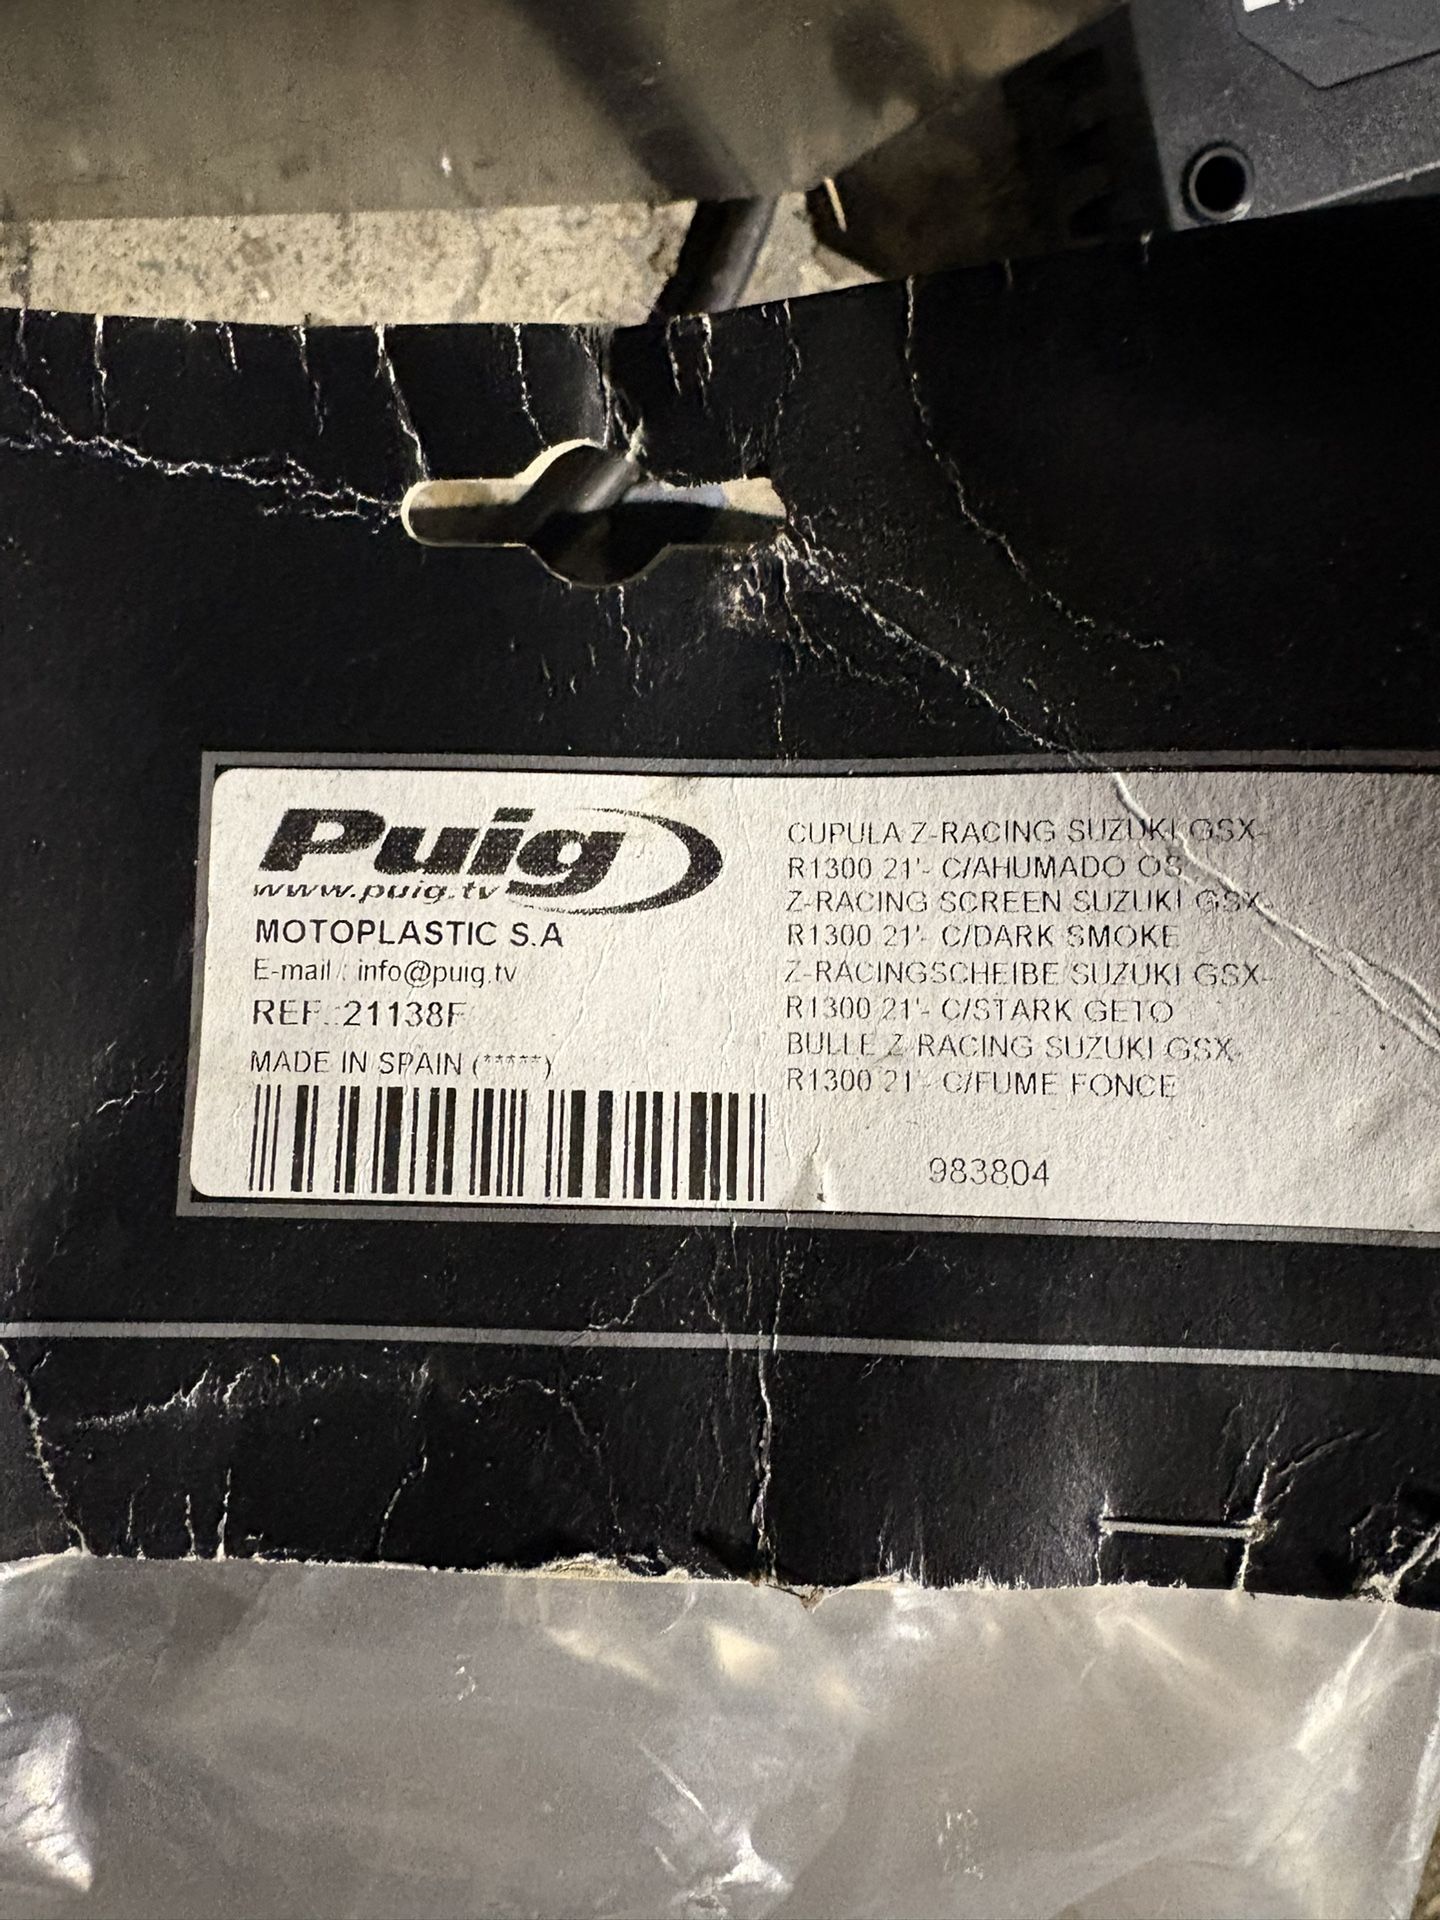 Puig
www.puig.tv
MOTOPLASTIC S.A
E-mail : info@puig.tv
REF.:21138F
MADE IN SPAIN (*****)
CUPULA Z-RACING SUZUKI GSX-
R1300 21'- C/AHUMADO OS
Z-RACING SCREEN SUZUKI GSX-
R1300 21'- C/DARK SMOKE
Z-RACINGSCHEIBE SUZUKI GSX-
R1300 21'- C/STARK GETO
BULLE Z-RACING SUZUKI GSX-
R1300 21'- C/FUME FONCE
983804